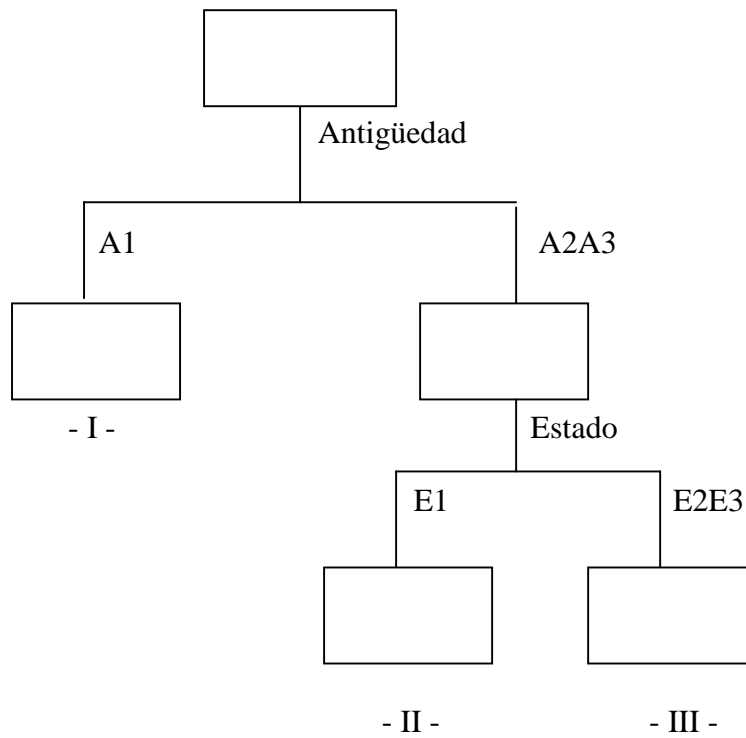 Antigüedad
A1
A2A3
- I -
Estado
E1
E2E3
- II -
- III -